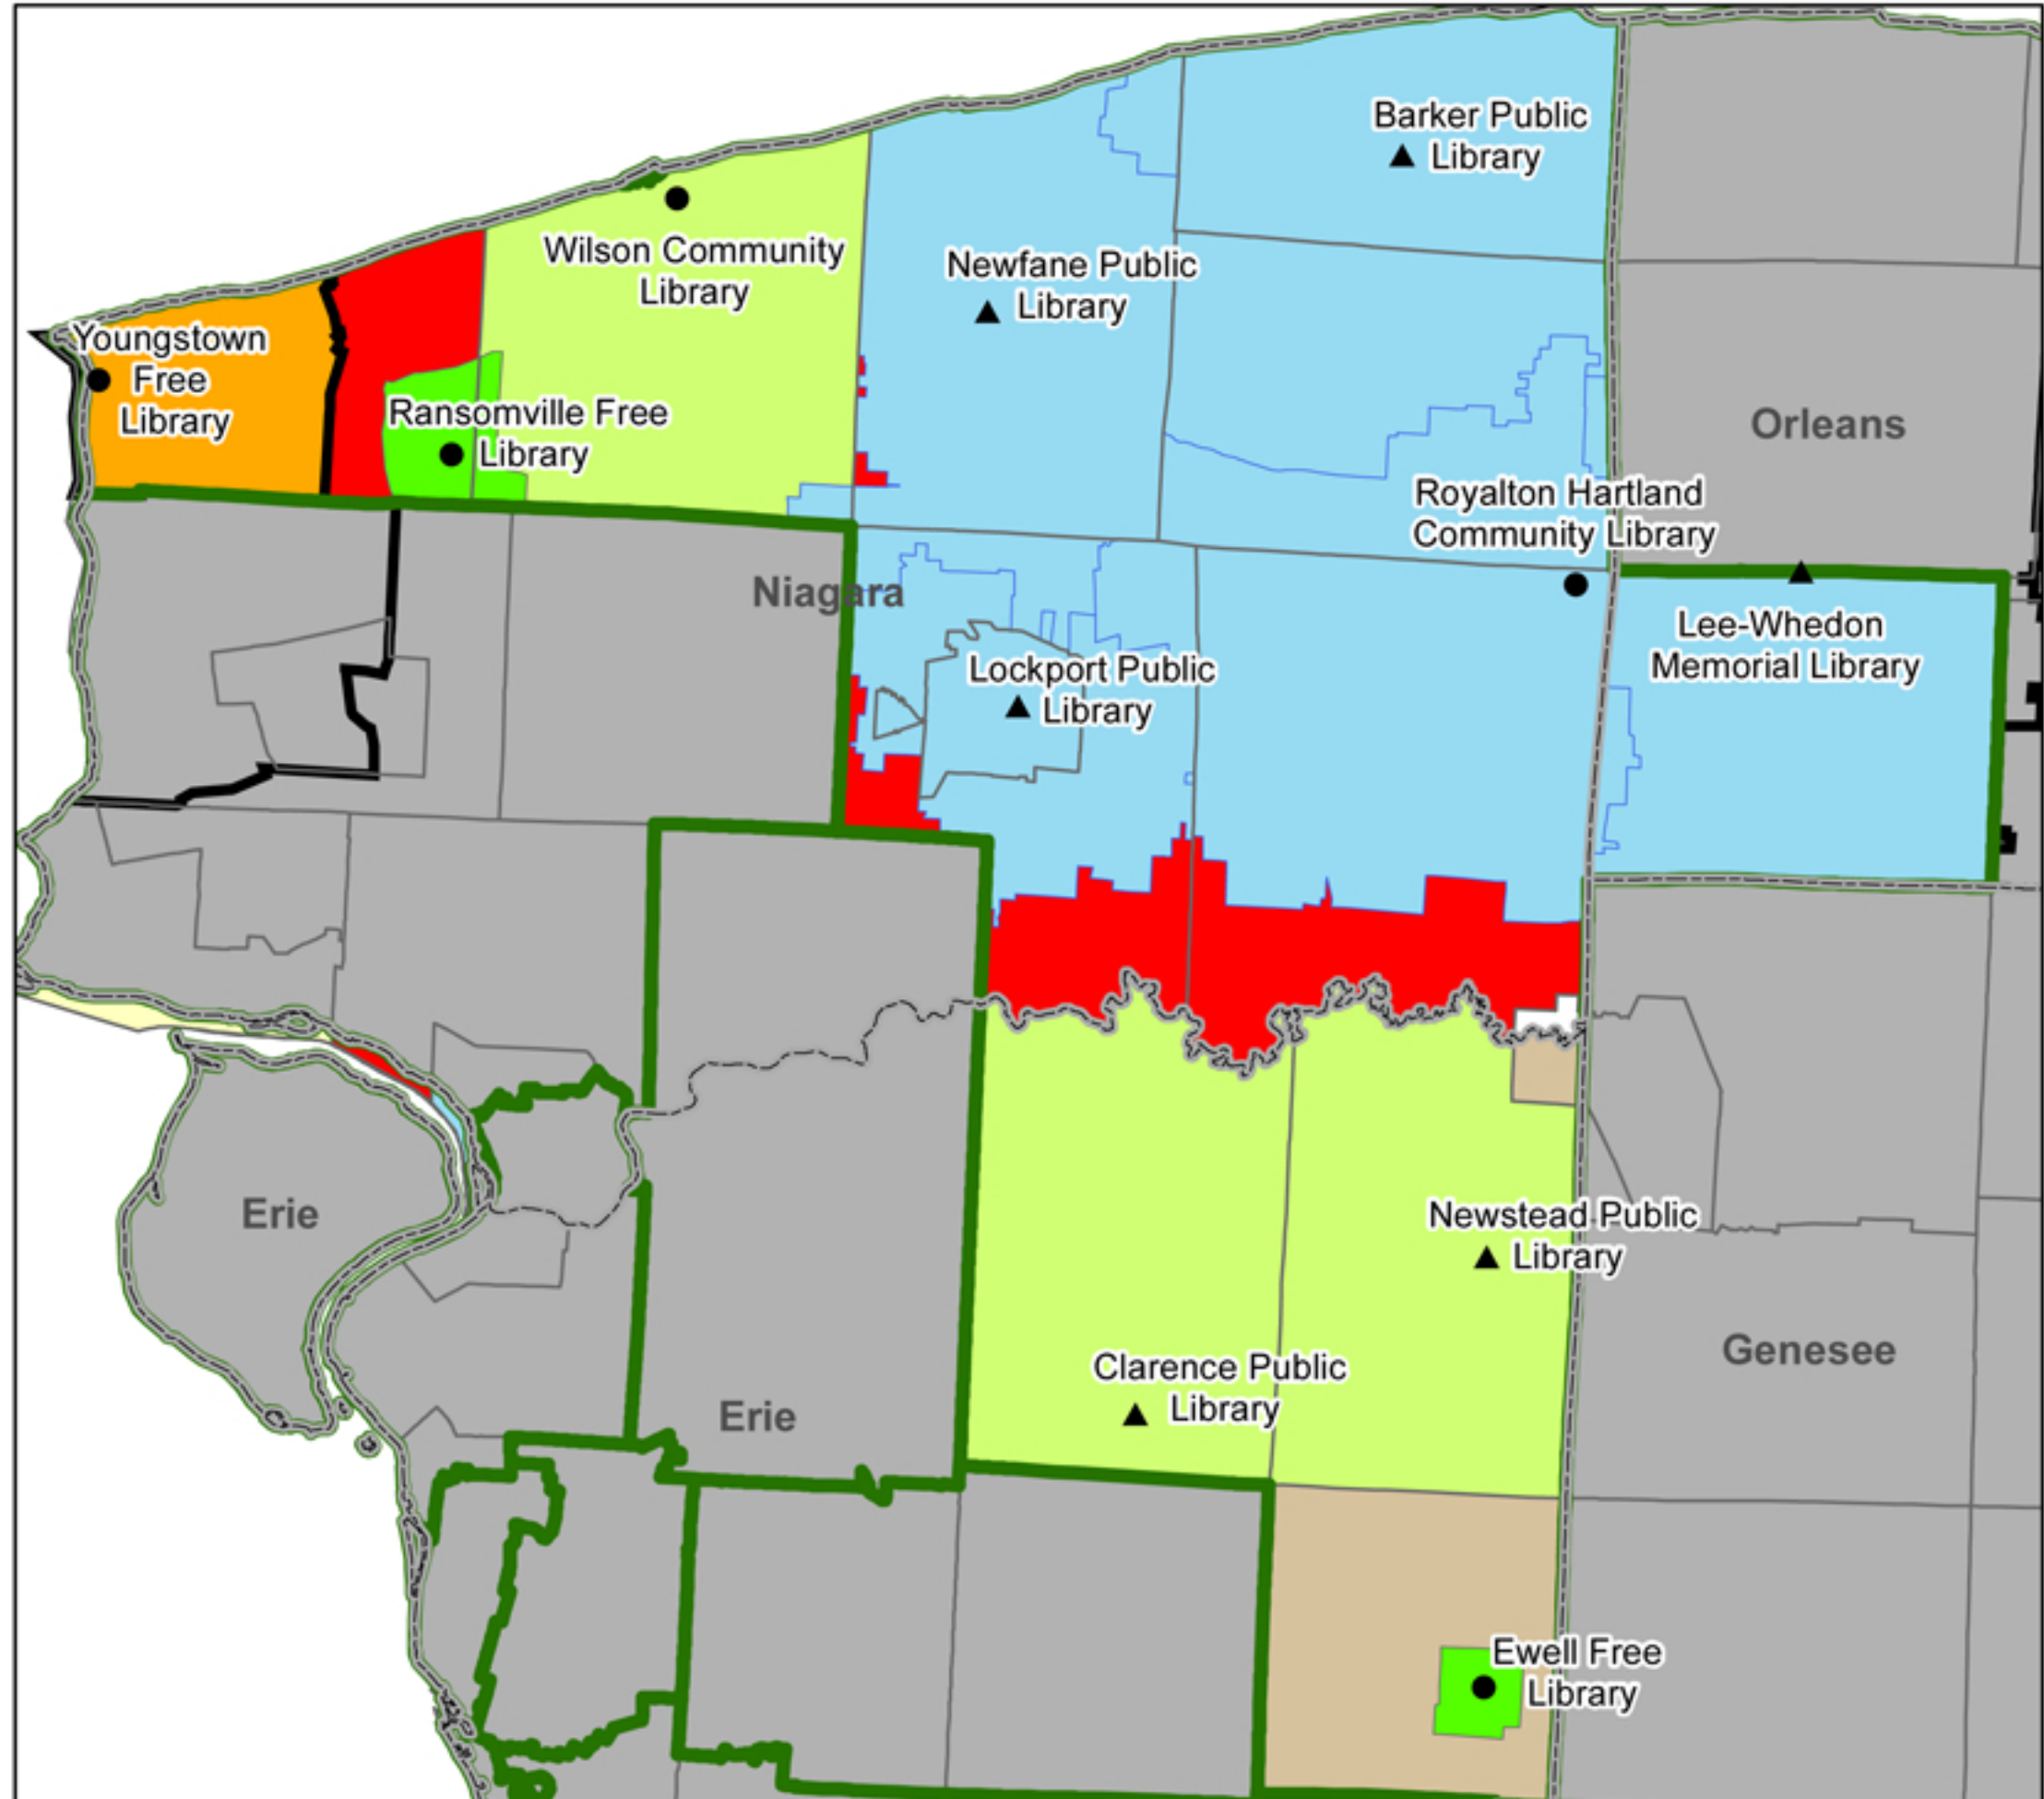 Barker Public
Library
Wilson Community
Library
Newfane Public
Library
Youngstown
Free
Library
Ransomville Free
Library
Orleans
Royalton Hartland
Community Library
Niagara
Lee-Whedon
Memorial Library
Lockport Public
Library
Erie
Newstead Public
Library
Genesee
Clarence Public
Library
Erie
Ewell Free
Library